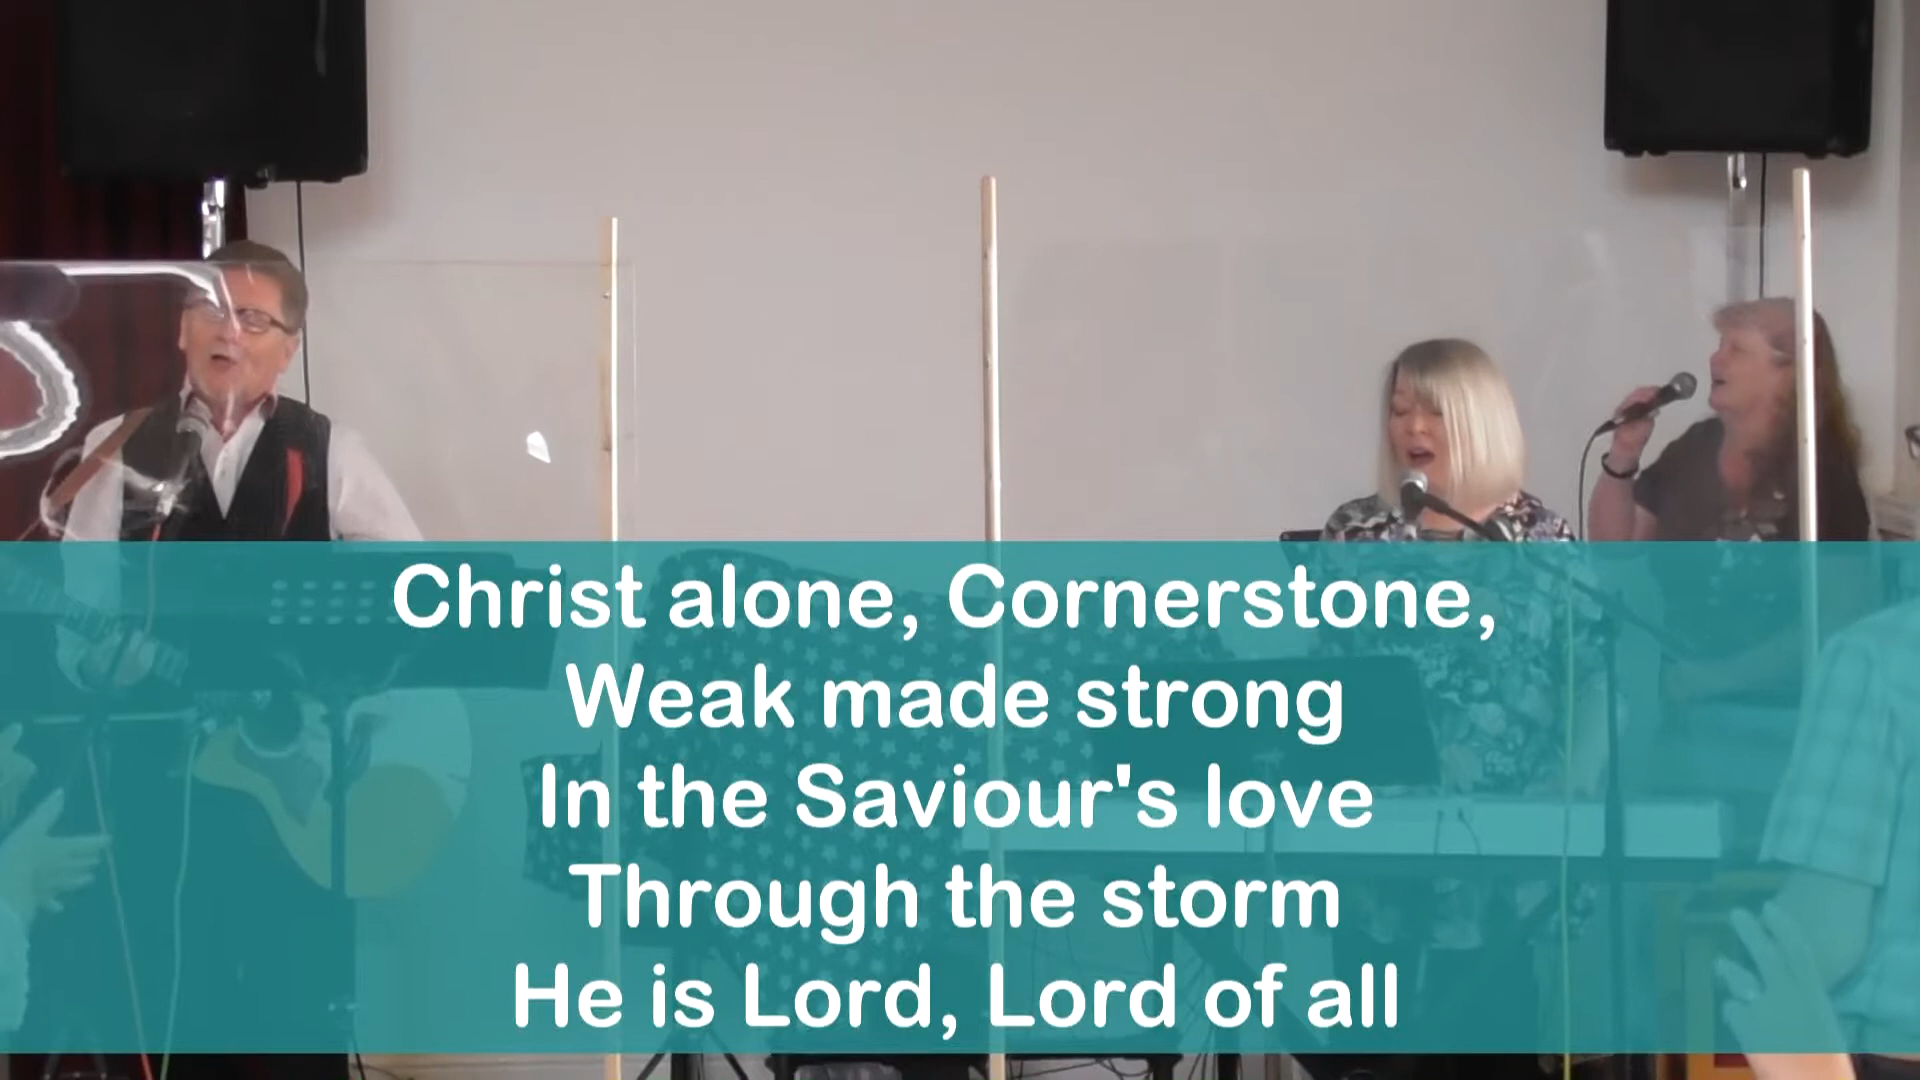 Christ alone, Cornerstone,
Weak made strong
In the Saviour's love
Through the storm
He is Lord, Lord of all